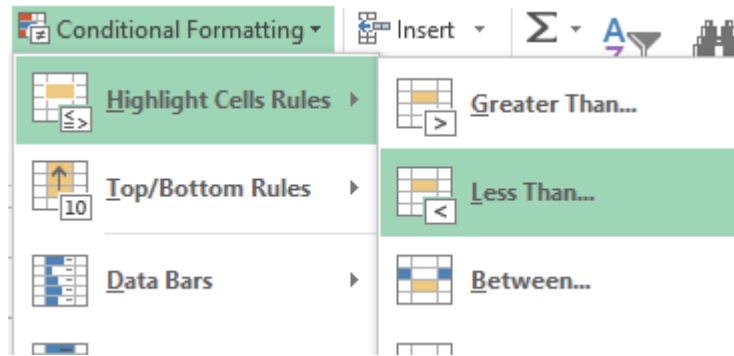 Conditional Formatting Insert Σ A
Z
Highlight Cells Rules
≤
≥ >
Greater Than...
>
Top/Bottom Rules
10
Less Than...
<
Data Bars
Between...